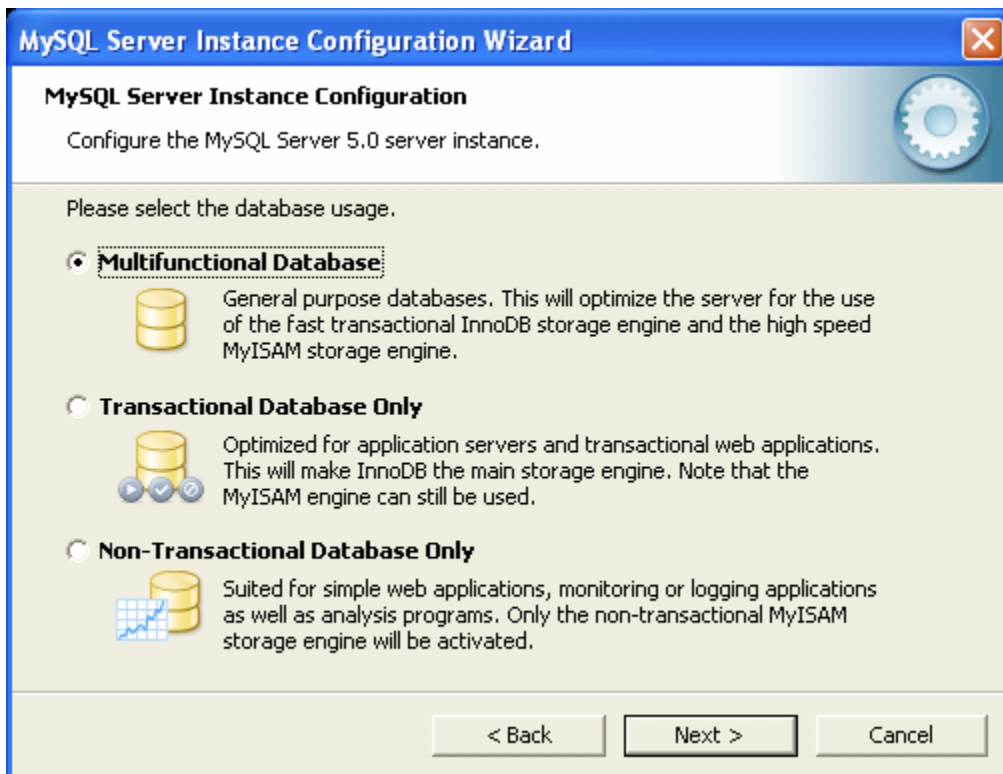 MySQL Server Instance Configuration Wizard
MySQL Server Instance Configuration
Configure the MySQL Server 5.0 server instance.
Please select the database usage.
Multifunctional Database
General purpose databases. This will optimize the server for the use
of the fast transactional InnoDB storage engine and the high speed
MyISAM storage engine.
Transactional Database Only
Optimized for application servers and transactional web applications.
This will make InnoDB the main storage engine. Note that the
MyISAM engine can still be used.
Non-Transactional Database Only
Suited for simple web applications, monitoring or logging applications
as well as analysis programs. Only the non-transactional MyISAM
storage engine will be activated.
< Back Next > Cancel